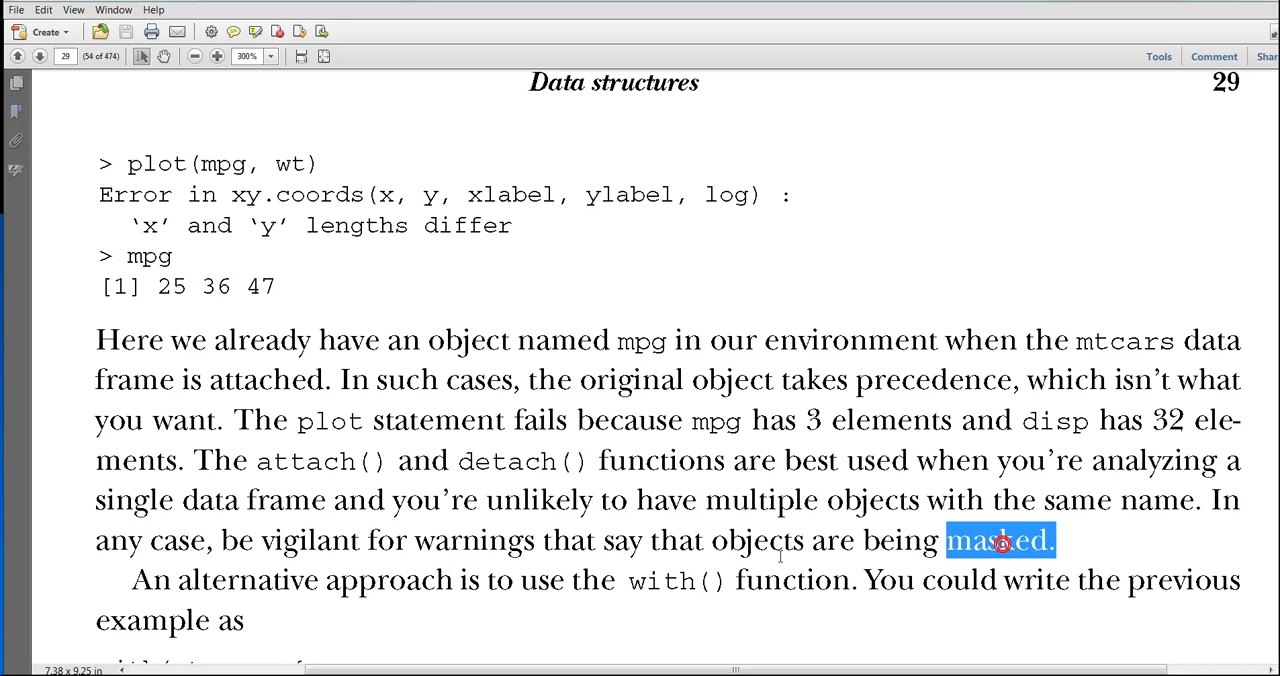 File Edit View Window Help
Create
29 (54 of 474) 300% Tools Comment Shar
Data structures 29
> plot(mpg, wt)
Error in xy.coords(x, y, xlabel, ylabel, log) :
‘x’ and ‘y’ lengths differ
> mpg
[1] 25 36 47
Here we already have an object named mpg in our environment when the mtcars data
frame is attached. In such cases, the original object takes precedence, which isn’t what
you want. The plot statement fails because mpg has 3 elements and disp has 32 ele-
ments. The attach() and detach() functions are best used when you’re analyzing a
single data frame and you’re unlikely to have multiple objects with the same name. In
any case, be vigilant for warnings that say that objects are being masked.
An alternative approach is to use the with() function. You could write the previous
example as
7.38 x 9.25 in